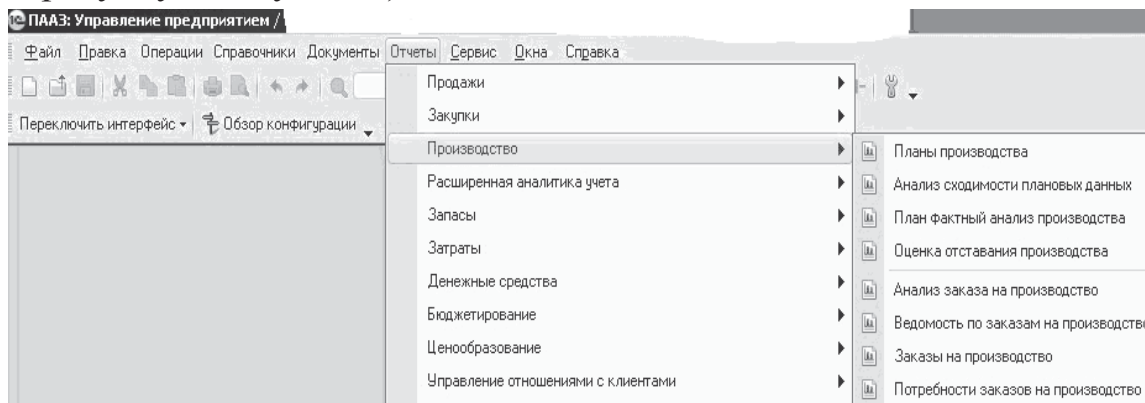 ПААЗ: Управление предприятием /
Файл Правка Операции Справочники Документы Отчеты Сервис Окна Справка
Переключить интерфейс Обзор конфигурации
Продажи
Закупки
Производство
Расширенная аналитика учета
Запасы
Затраты
Денежные средства
Бюджетирование
Ценообразование
Управление отношениями с клиентами
Планы производства
Анализ сходимости плановых данных
План фактный анализ производства
Оценка отставания производства
Анализ заказа на производство
Ведомость по заказам на производство
Заказы на производство
Потребности заказов на производство